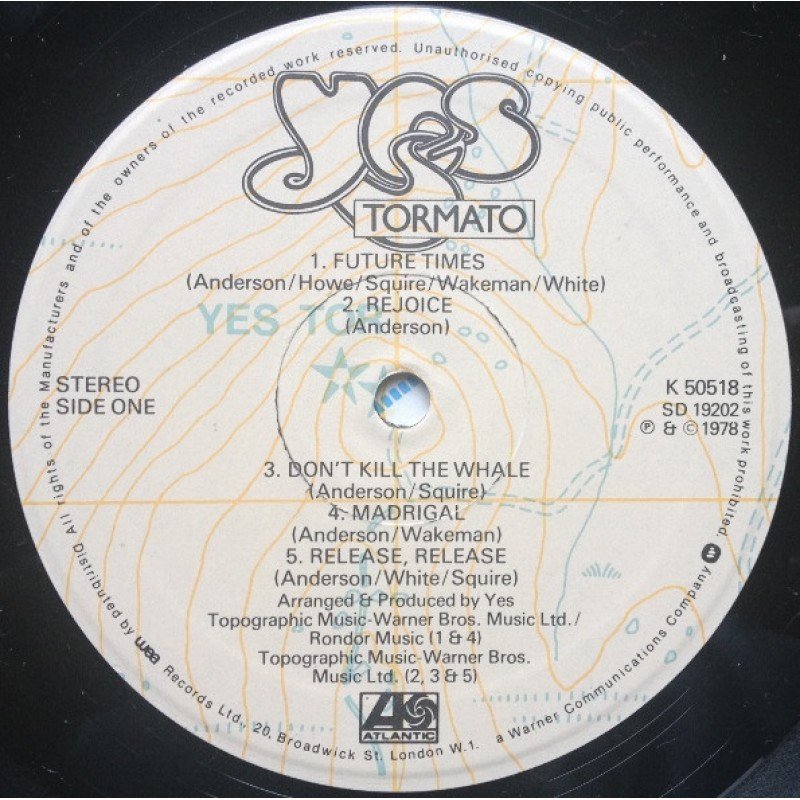 All rights of the Manufacturers and of the owners of the recorded work reserved. Unauthorised copying public performance and broadcasting of this work prohibited.
YES
TORMATO
1. FUTURE TIMES
(Anderson/Howe/Squire/Wakeman/White)
2. REJOICE
(Anderson)
YES TOR
STEREO
SIDE ONE
K 50518
SD 19202
℗ & © 1978
3. DON'T KILL THE WHALE
(Anderson/Squire)
4. MADRIGAL
(Anderson/Wakeman)
5. RELEASE, RELEASE
(Anderson/White/Squire)
Arranged & Produced by Yes
Topographic Music-Warner Bros. Music Ltd./
Rondor Music (1 & 4)
Topographic Music-Warner Bros.
Music Ltd. (2, 3 & 5)
ATLANTIC
Distributed by wea Records Ltd., 20, Broadwick St. London W.1. a Warner Communications Company